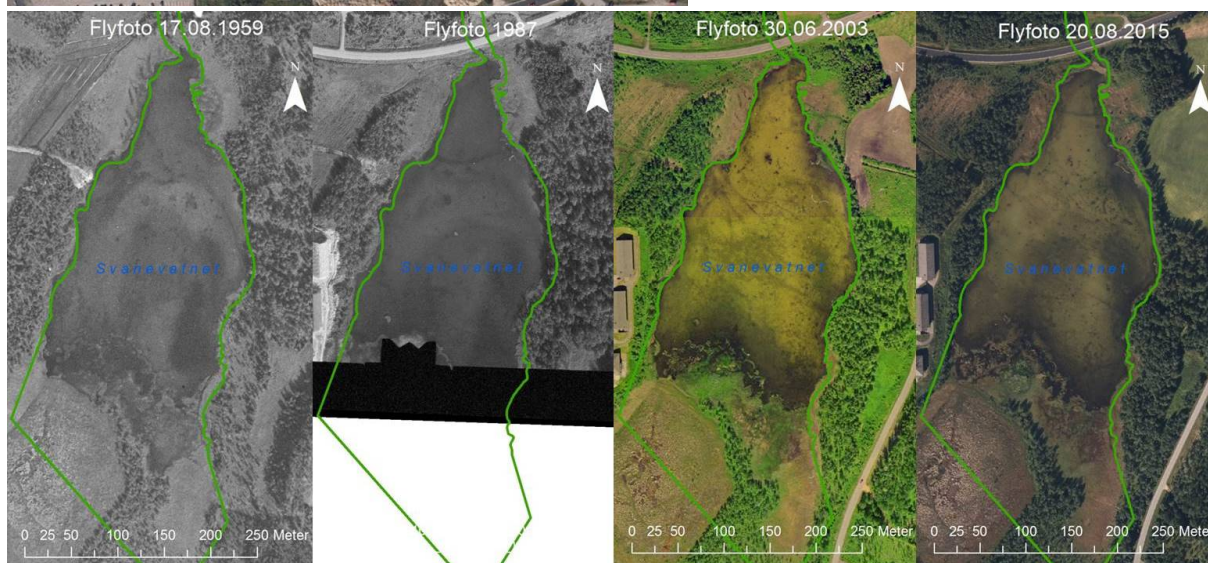 Flyfoto 17.08.1959
N
Svanevatnet
0 25 50 100 150 200 250 Meter
Flyfoto 1987
N
Svanevatnet
Flyfoto 30.06.2003
N
Svanevatnet
0 25 50 100 150 200 250 Meter
Flyfoto 20.08.2015
N
Svanevatnet
0 25 50 100 150 200 250 Meter